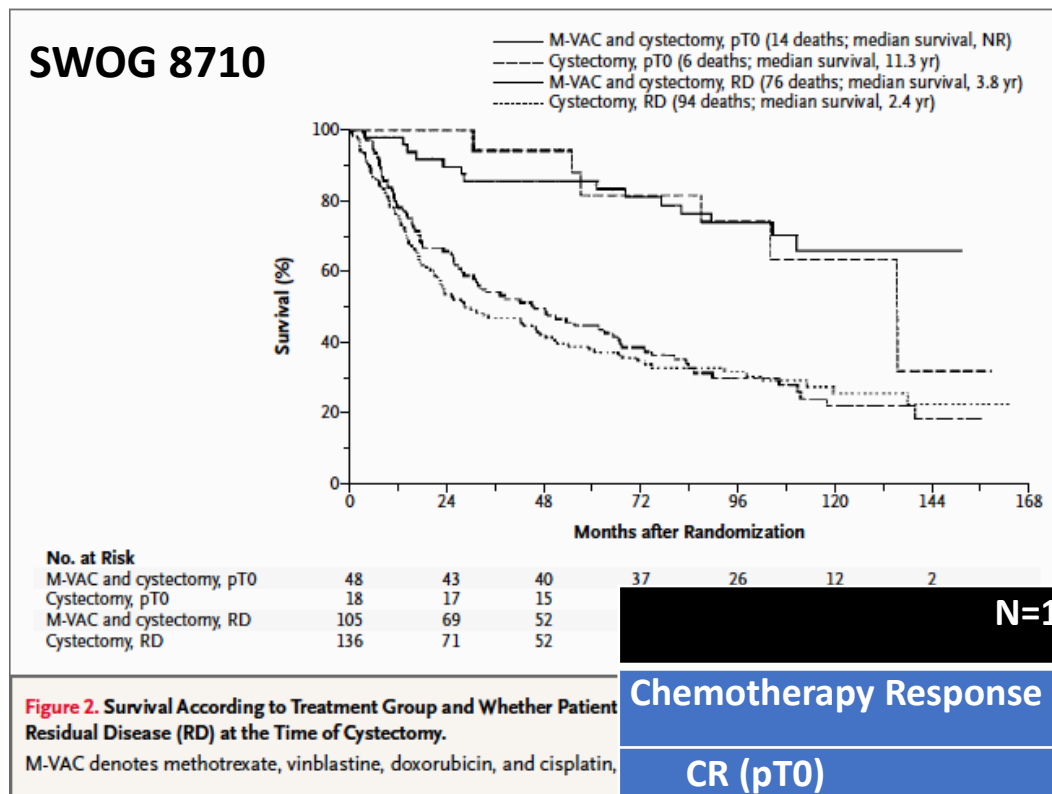 SWOG 8710
M-VAC and cystectomy, pT0 (14 deaths; median survival, NR)
Cystectomy, pT0 (6 deaths; median survival, 11.3 yr)
M-VAC and cystectomy, RD (76 deaths; median survival, 3.8 yr)
Cystectomy, RD (94 deaths; median survival, 2.4 yr)
100
80
60
40
20
0
Survival (%)
0 24 48 72 96 120 144 168
Months after Randomization
No. at Risk
M-VAC and cystectomy, pT0 48 43 40 37 26 12 2
Cystectomy, pT0 18 17 15
M-VAC and cystectomy, RD 105 69 52
Cystectomy, RD 136 71 52
N=1
Chemotherapy Response
CR (pT0)
Figure 2. Survival According to Treatment Group and Whether Patient
Residual Disease (RD) at the Time of Cystectomy.
M-VAC denotes methotrexate, vinblastine, doxorubicin, and cisplatin,